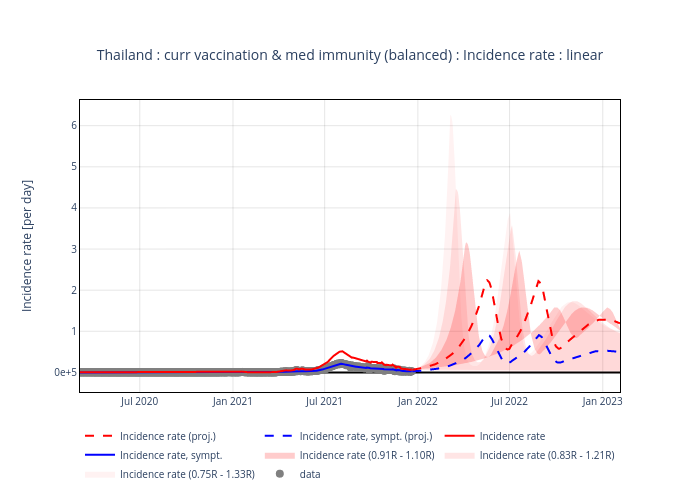 Thailand : curr vaccination & med immunity (balanced) : Incidence rate : linear
Incidence rate [per day]
6
5
4
3
2
1
0e+5
Jul 2020
Jan 2021
Jul 2021
Jan 2022
Jul 2022
Jan 2023
Incidence rate (proj.)
Incidence rate, sympt. (proj.)
Incidence rate
Incidence rate, sympt.
Incidence rate (0.91R - 1.10R)
Incidence rate (0.83R - 1.21R)
Incidence rate (0.75R - 1.33R)
data